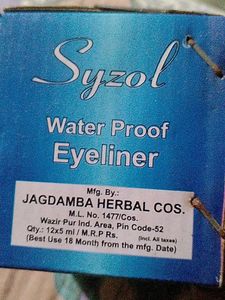 Syzol
Water Proof
Eyeliner
Mfg. By.:
JAGDAMBA HERBAL COS.
M.L. No. 1477/Cos.
Wazir Pur Ind. Area, Pin Code-52
Qty.: 12x5 ml / M.R.P Rs. (incl. All taxes)
(Best Use 18 Month from the mfg. Date)